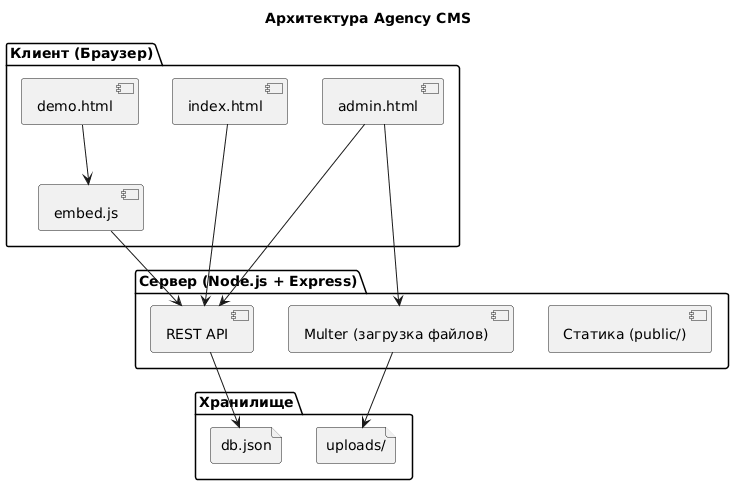 Архитектура Agency CMS
Клиент (Браузер)
demo.html
index.html
admin.html
embed.js
Сервер (Node.js + Express)
REST API
Multer (загрузка файлов)
Статика (public/)
Хранилище
db.json
uploads/